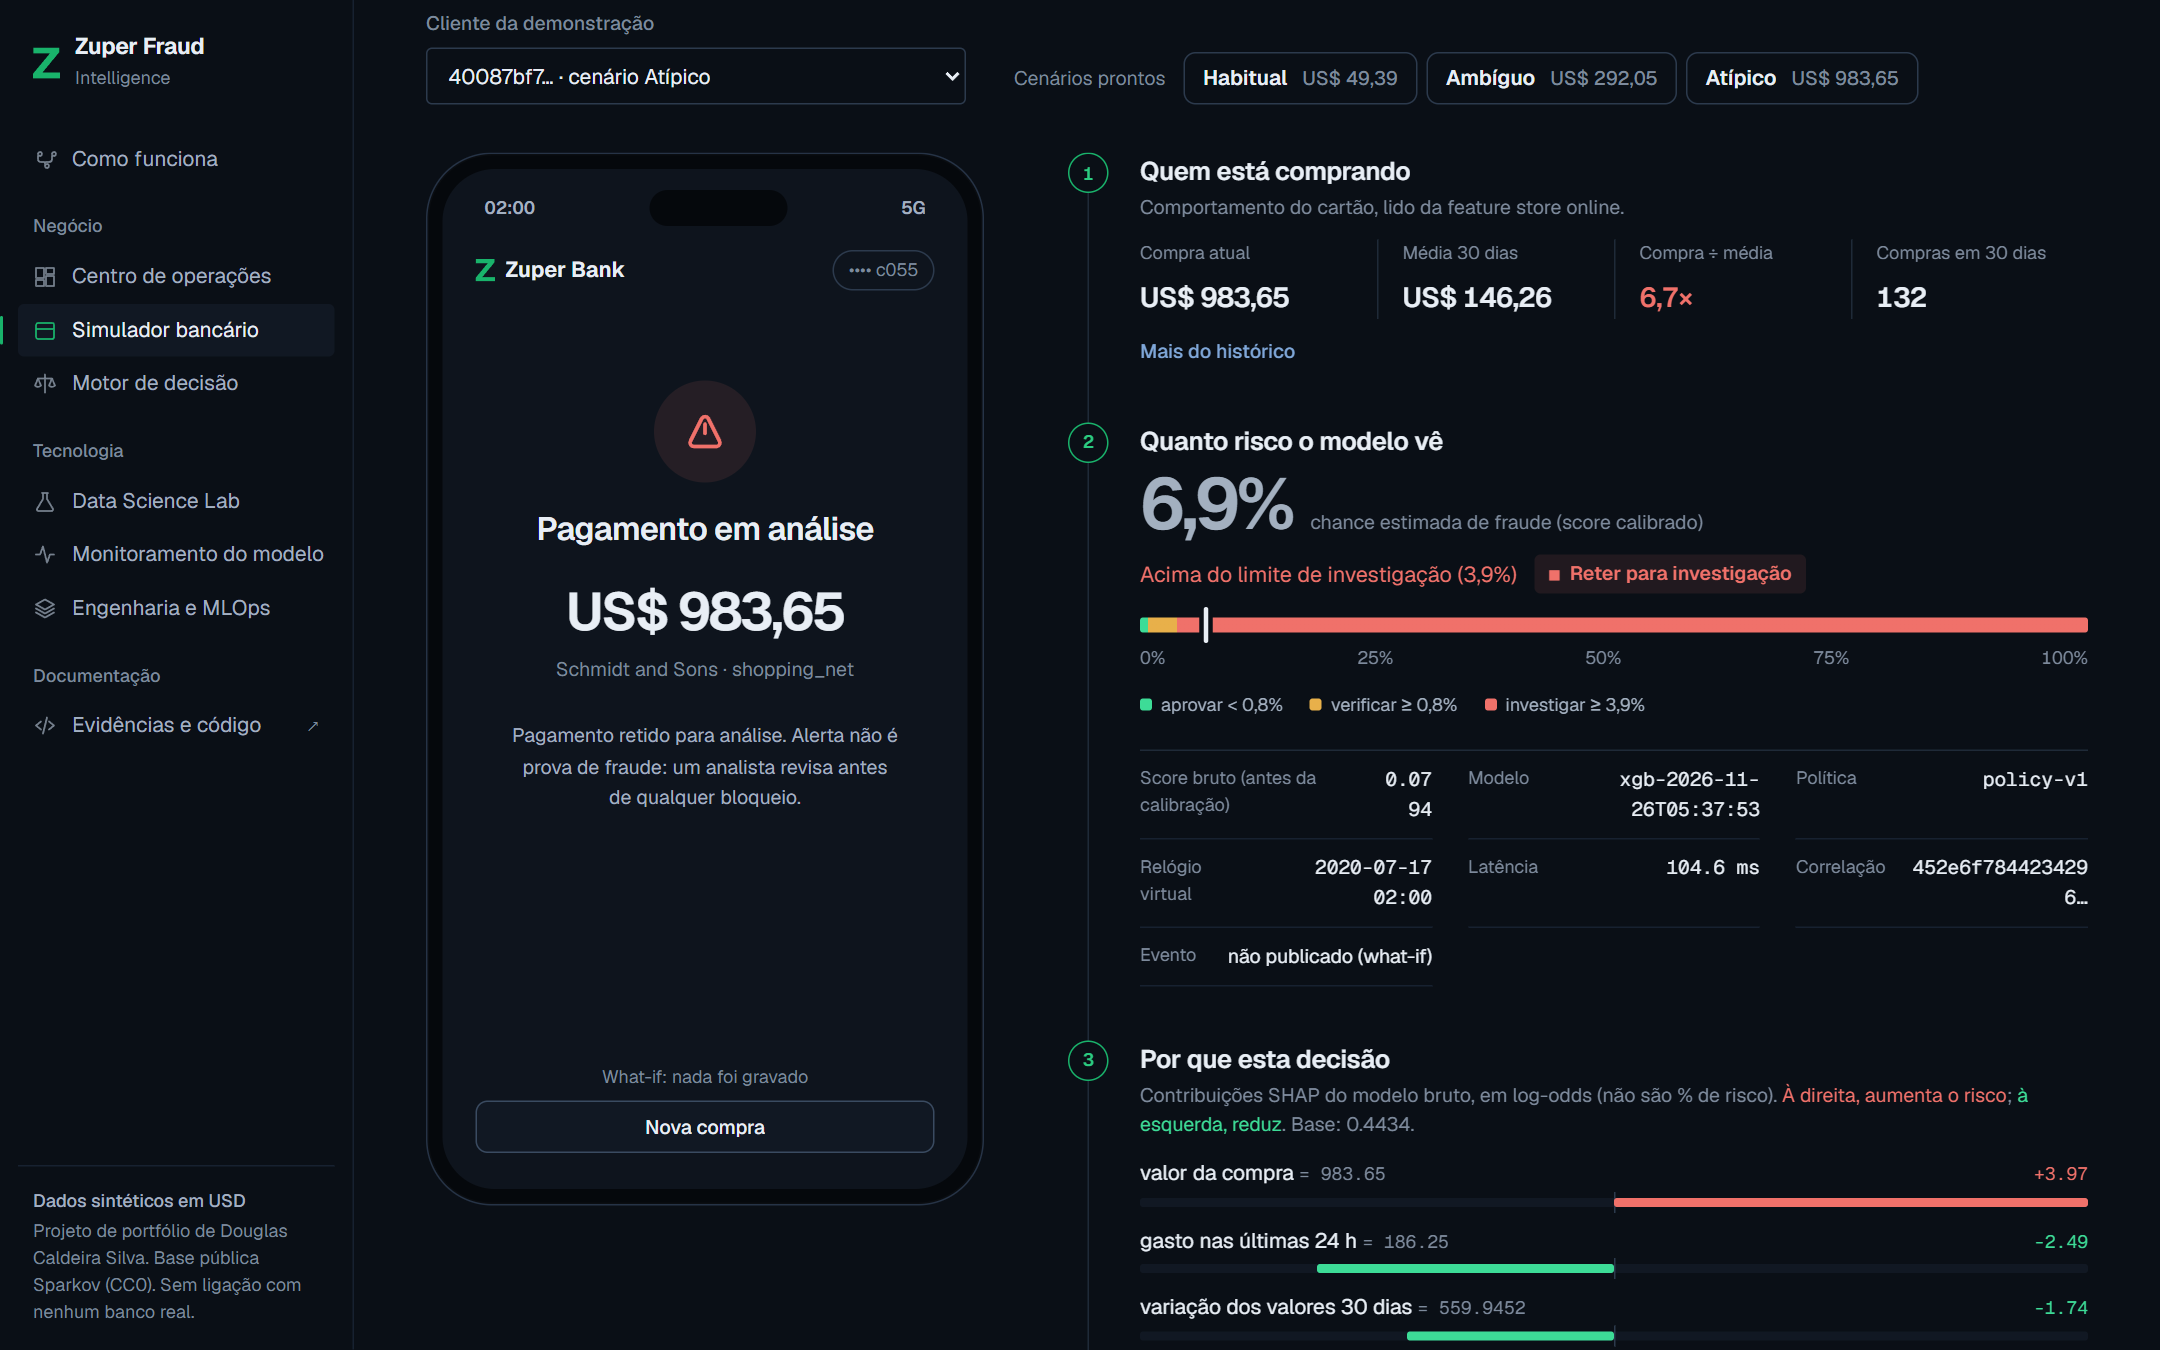 Zuper Fraud
Intelligence
Como funciona
Negócio
Centro de operações
Simulador bancário
Motor de decisão
Tecnologia
Data Science Lab
Monitoramento do modelo
Engenharia e MLOps
Documentação
Evidências e código ↗
Dados sintéticos em USD
Projeto de portfólio de Douglas
Caldeira Silva. Base pública
Sparkov (CC0). Sem ligação com
nenhum banco real.
Cliente da demonstração
40087bf7… · cenário Atípico
Cenários prontos
Habitual US$ 49,39
Ambíguo US$ 292,05
Atípico US$ 983,65
02:00
5G
Zuper Bank
•••• c055
Pagamento em análise
US$ 983,65
Schmidt and Sons · shopping_net
Pagamento retido para análise. Alerta não é
prova de fraude: um analista revisa antes
de qualquer bloqueio.
What-if: nada foi gravado
Nova compra
1
Quem está comprando
Comportamento do cartão, lido da feature store online.
Compra atual
US$ 983,65
Média 30 dias
US$ 146,26
Compra ÷ média
6,7×
Compras em 30 dias
132
Mais do histórico
2
Quanto risco o modelo vê
6,9% chance estimada de fraude (score calibrado)
Acima do limite de investigação (3,9%)
Reter para investigação
0% 25% 50% 75% 100%
aprovar < 0,8%
verificar ≥ 0,8%
investigar ≥ 3,9%
Score bruto (antes da
calibração)
0.07
94
Modelo
xgb-2026-11-
26T05:37:53
Política
policy-v1
Relógio
virtual
2020-07-17
02:00
Latência
104.6 ms
Correlação
452e6f784423429
6…
Evento
não publicado (what-if)
3
Por que esta decisão
Contribuições SHAP do modelo bruto, em log-odds (não são % de risco). À direita, aumenta o risco; à
esquerda, reduz. Base: 0.4434.
valor da compra = 983.65 +3.97
gasto nas últimas 24 h = 186.25 -2.49
variação dos valores 30 dias = 559.9452 -1.74